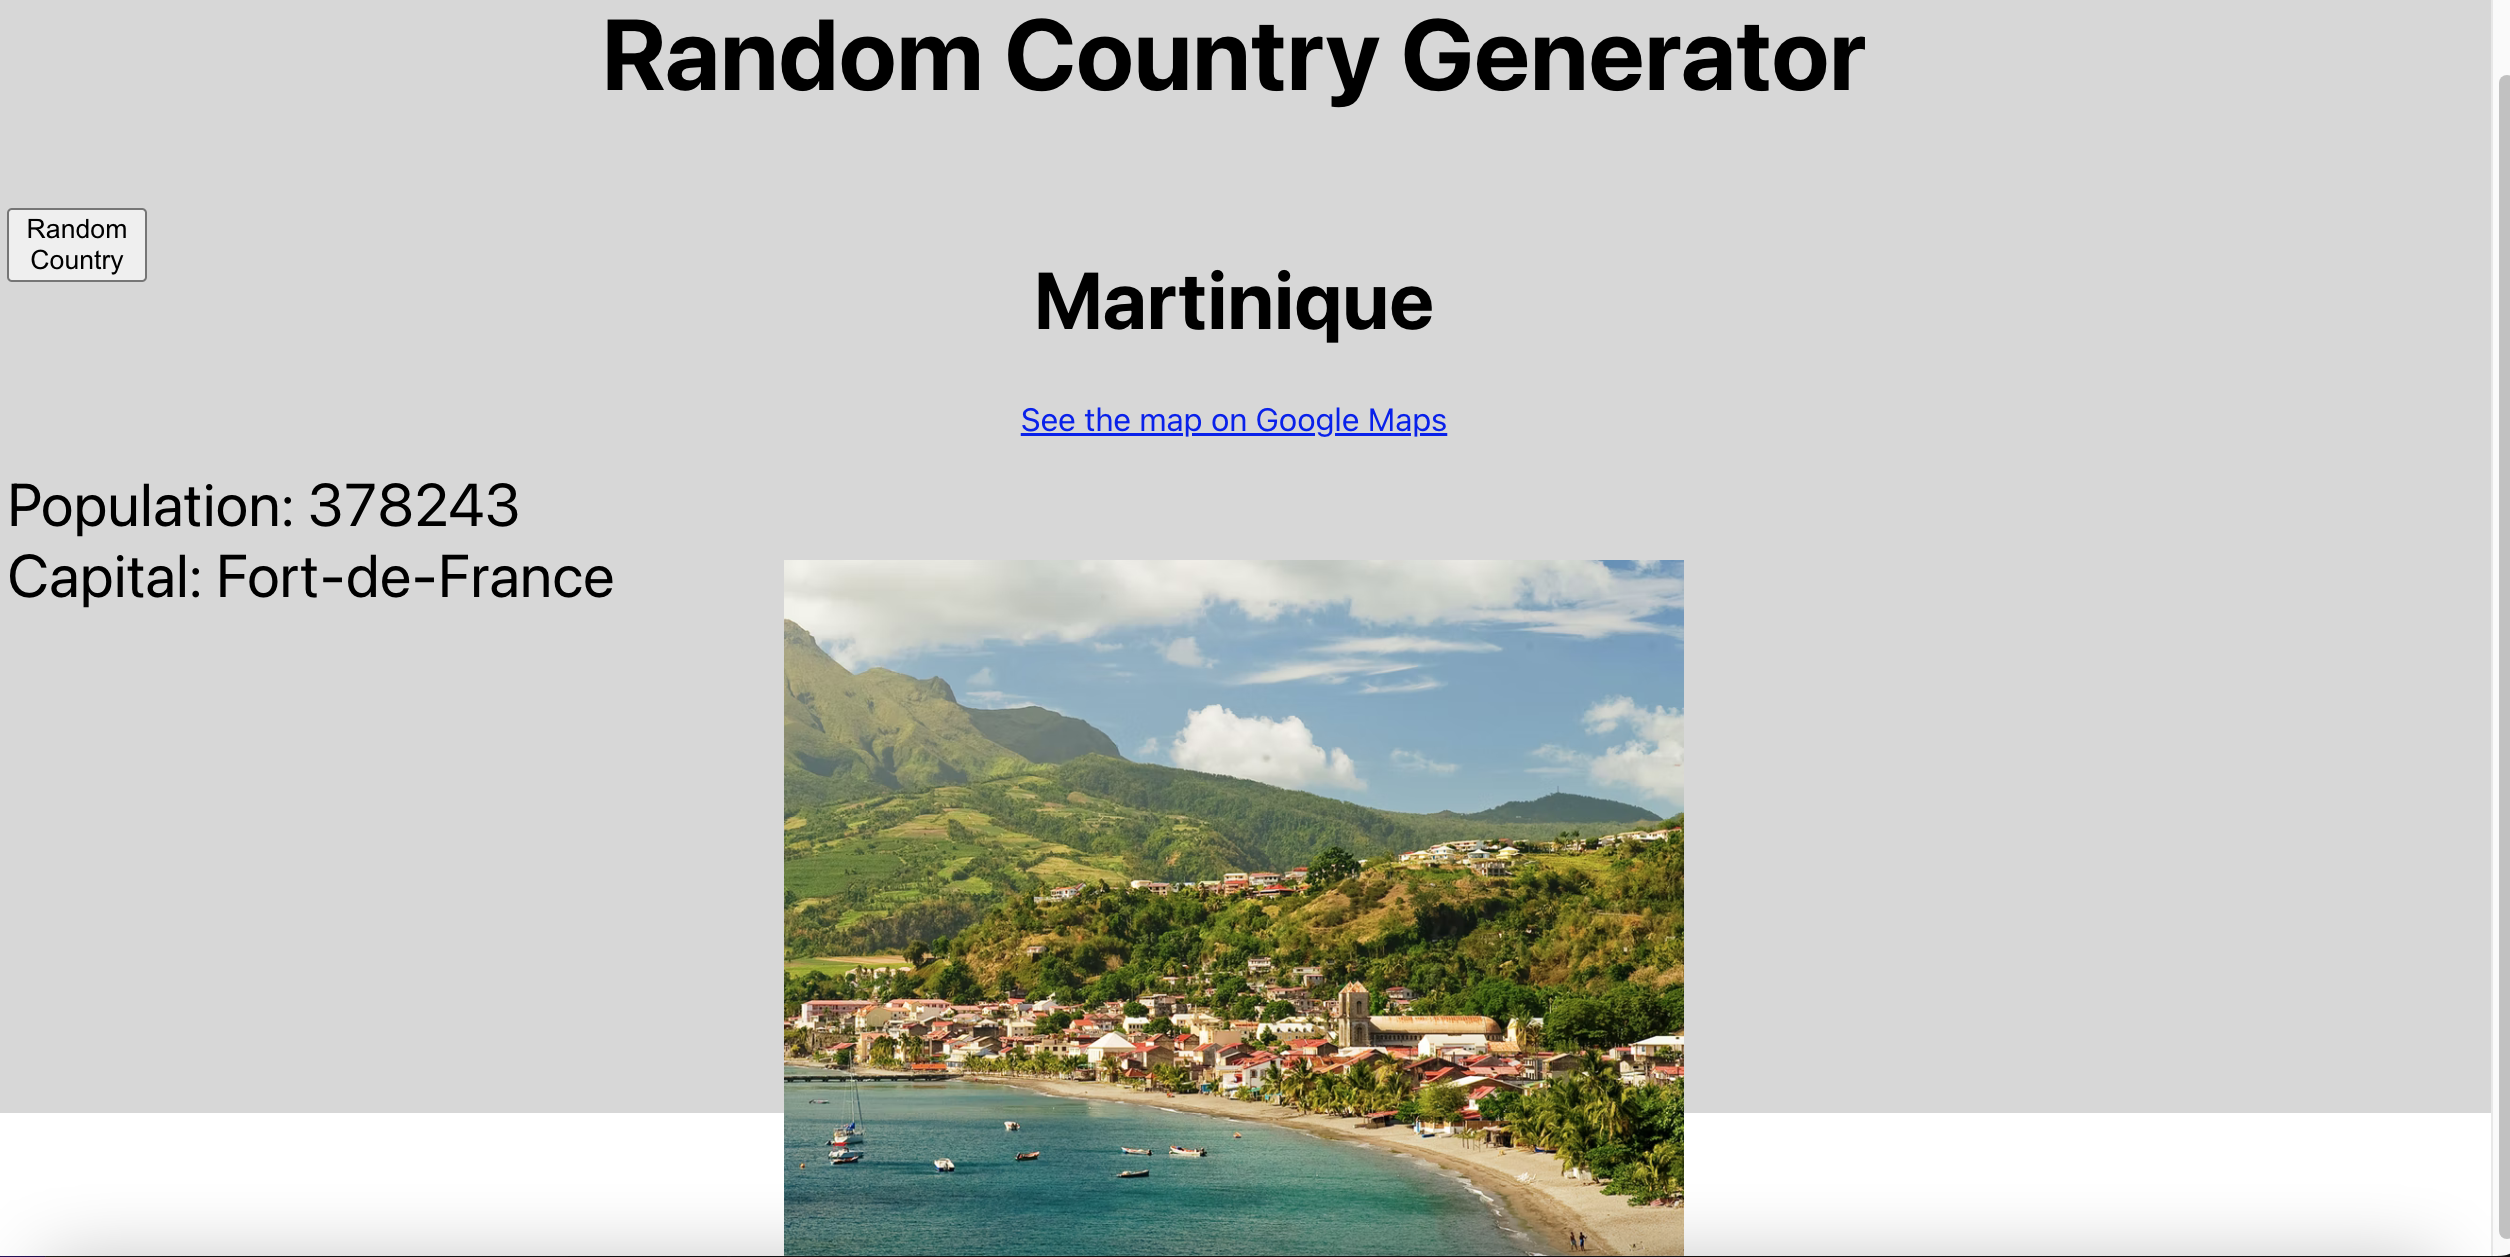 Random Country Generator
Random
Country
Martinique
See the map on Google Maps
Population: 378243
Capital: Fort-de-France